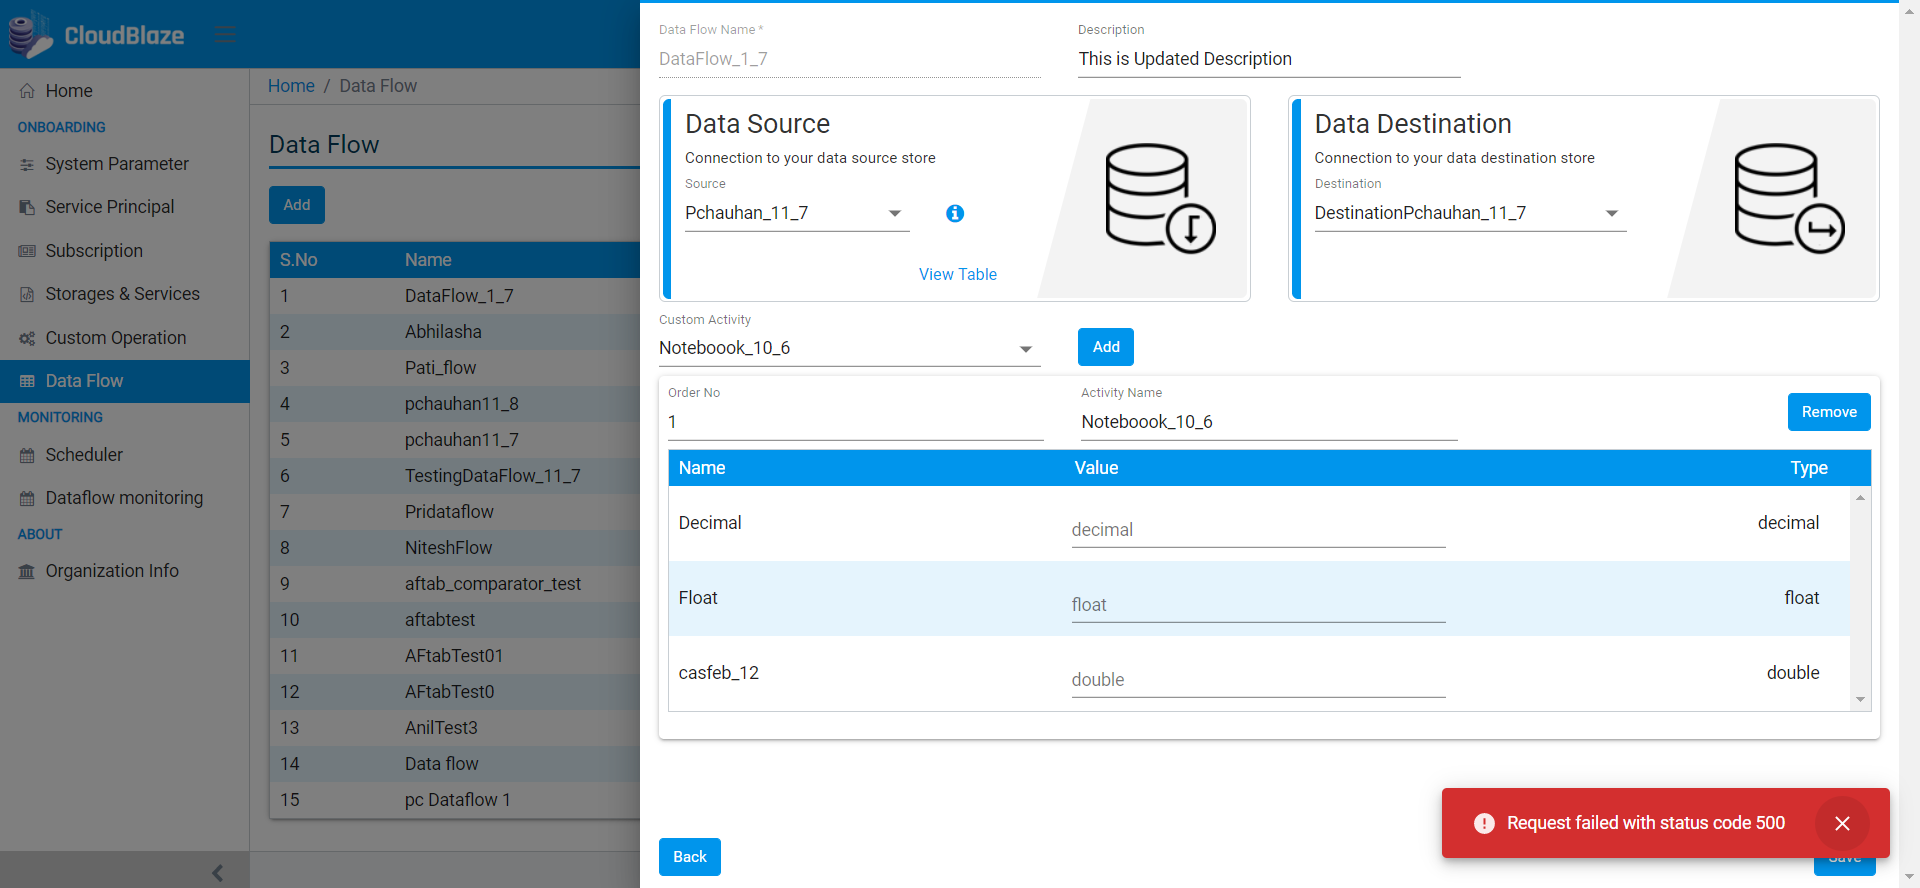 CloudBlaze
Home
ONBOARDING
System Parameter
Service Principal
Subscription
Storages & Services
Custom Operation
Data Flow
MONITORING
Scheduler
Dataflow monitoring
ABOUT
Organization Info
Home / Data Flow
Data Flow
Add
S.No Name
1 DataFlow_1_7
2 Abhilasha
3 Pati_flow
4 pchauhan11_8
5 pchauhan11_7
6 TestingDataFlow_11_7
7 Pridataflow
8 NiteshFlow
9 aftab_comparator_test
10 aftabtest
11 AFtabTest01
12 AFtabTest0
13 AnilTest3
14 Data flow
15 pc Dataflow 1
Data Flow Name *
DataFlow_1_7
Description
This is Updated Description
Data Source
Connection to your data source store
Source
Pchauhan_11_7
View Table
Data Destination
Connection to your data destination store
Destination
DestinationPchauhan_11_7
Custom Activity
Noteboook_10_6
Add
Order No
1
Activity Name
Noteboook_10_6
Remove
Name Value Type
Decimal decimal decimal
Float float float
casfeb_12 double double
Request failed with status code 500
Back
Save